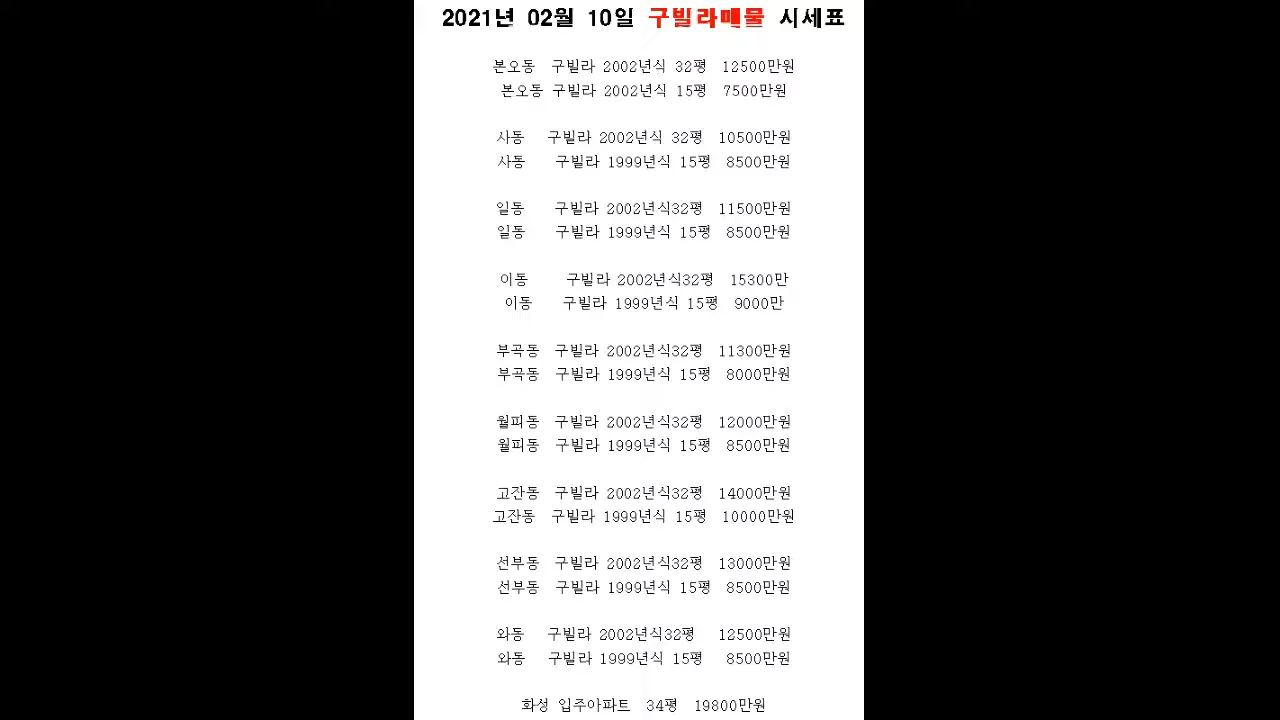 2021년 02월 10일 구빌라매물 시세표
본오동 구빌라 2002년식 32평 12500만원
본오동 구빌라 2002년식 15평 7500만원
사동 구빌라 2002년식 32평 10500만원
사동 구빌라 1999년식 15평 8500만원
일동 구빌라 2002년식32평 11500만원
일동 구빌라 1999년식 15평 8500만원
이동 구빌라 2002년식32평 15300만
이동 구빌라 1999년식 15평 9000만
부곡동 구빌라 2002년식32평 11300만원
부곡동 구빌라 1999년식 15평 8000만원
월피동 구빌라 2002년식32평 12000만원
월피동 구빌라 1999년식 15평 8500만원
고잔동 구빌라 2002년식32평 14000만원
고잔동 구빌라 1999년식 15평 10000만원
선부동 구빌라 2002년식32평 13000만원
선부동 구빌라 1999년식 15평 8500만원
와동 구빌라 2002년식32평 12500만원
와동 구빌라 1999년식 15평 8500만원
화성 입주아파트 34평 19800만원